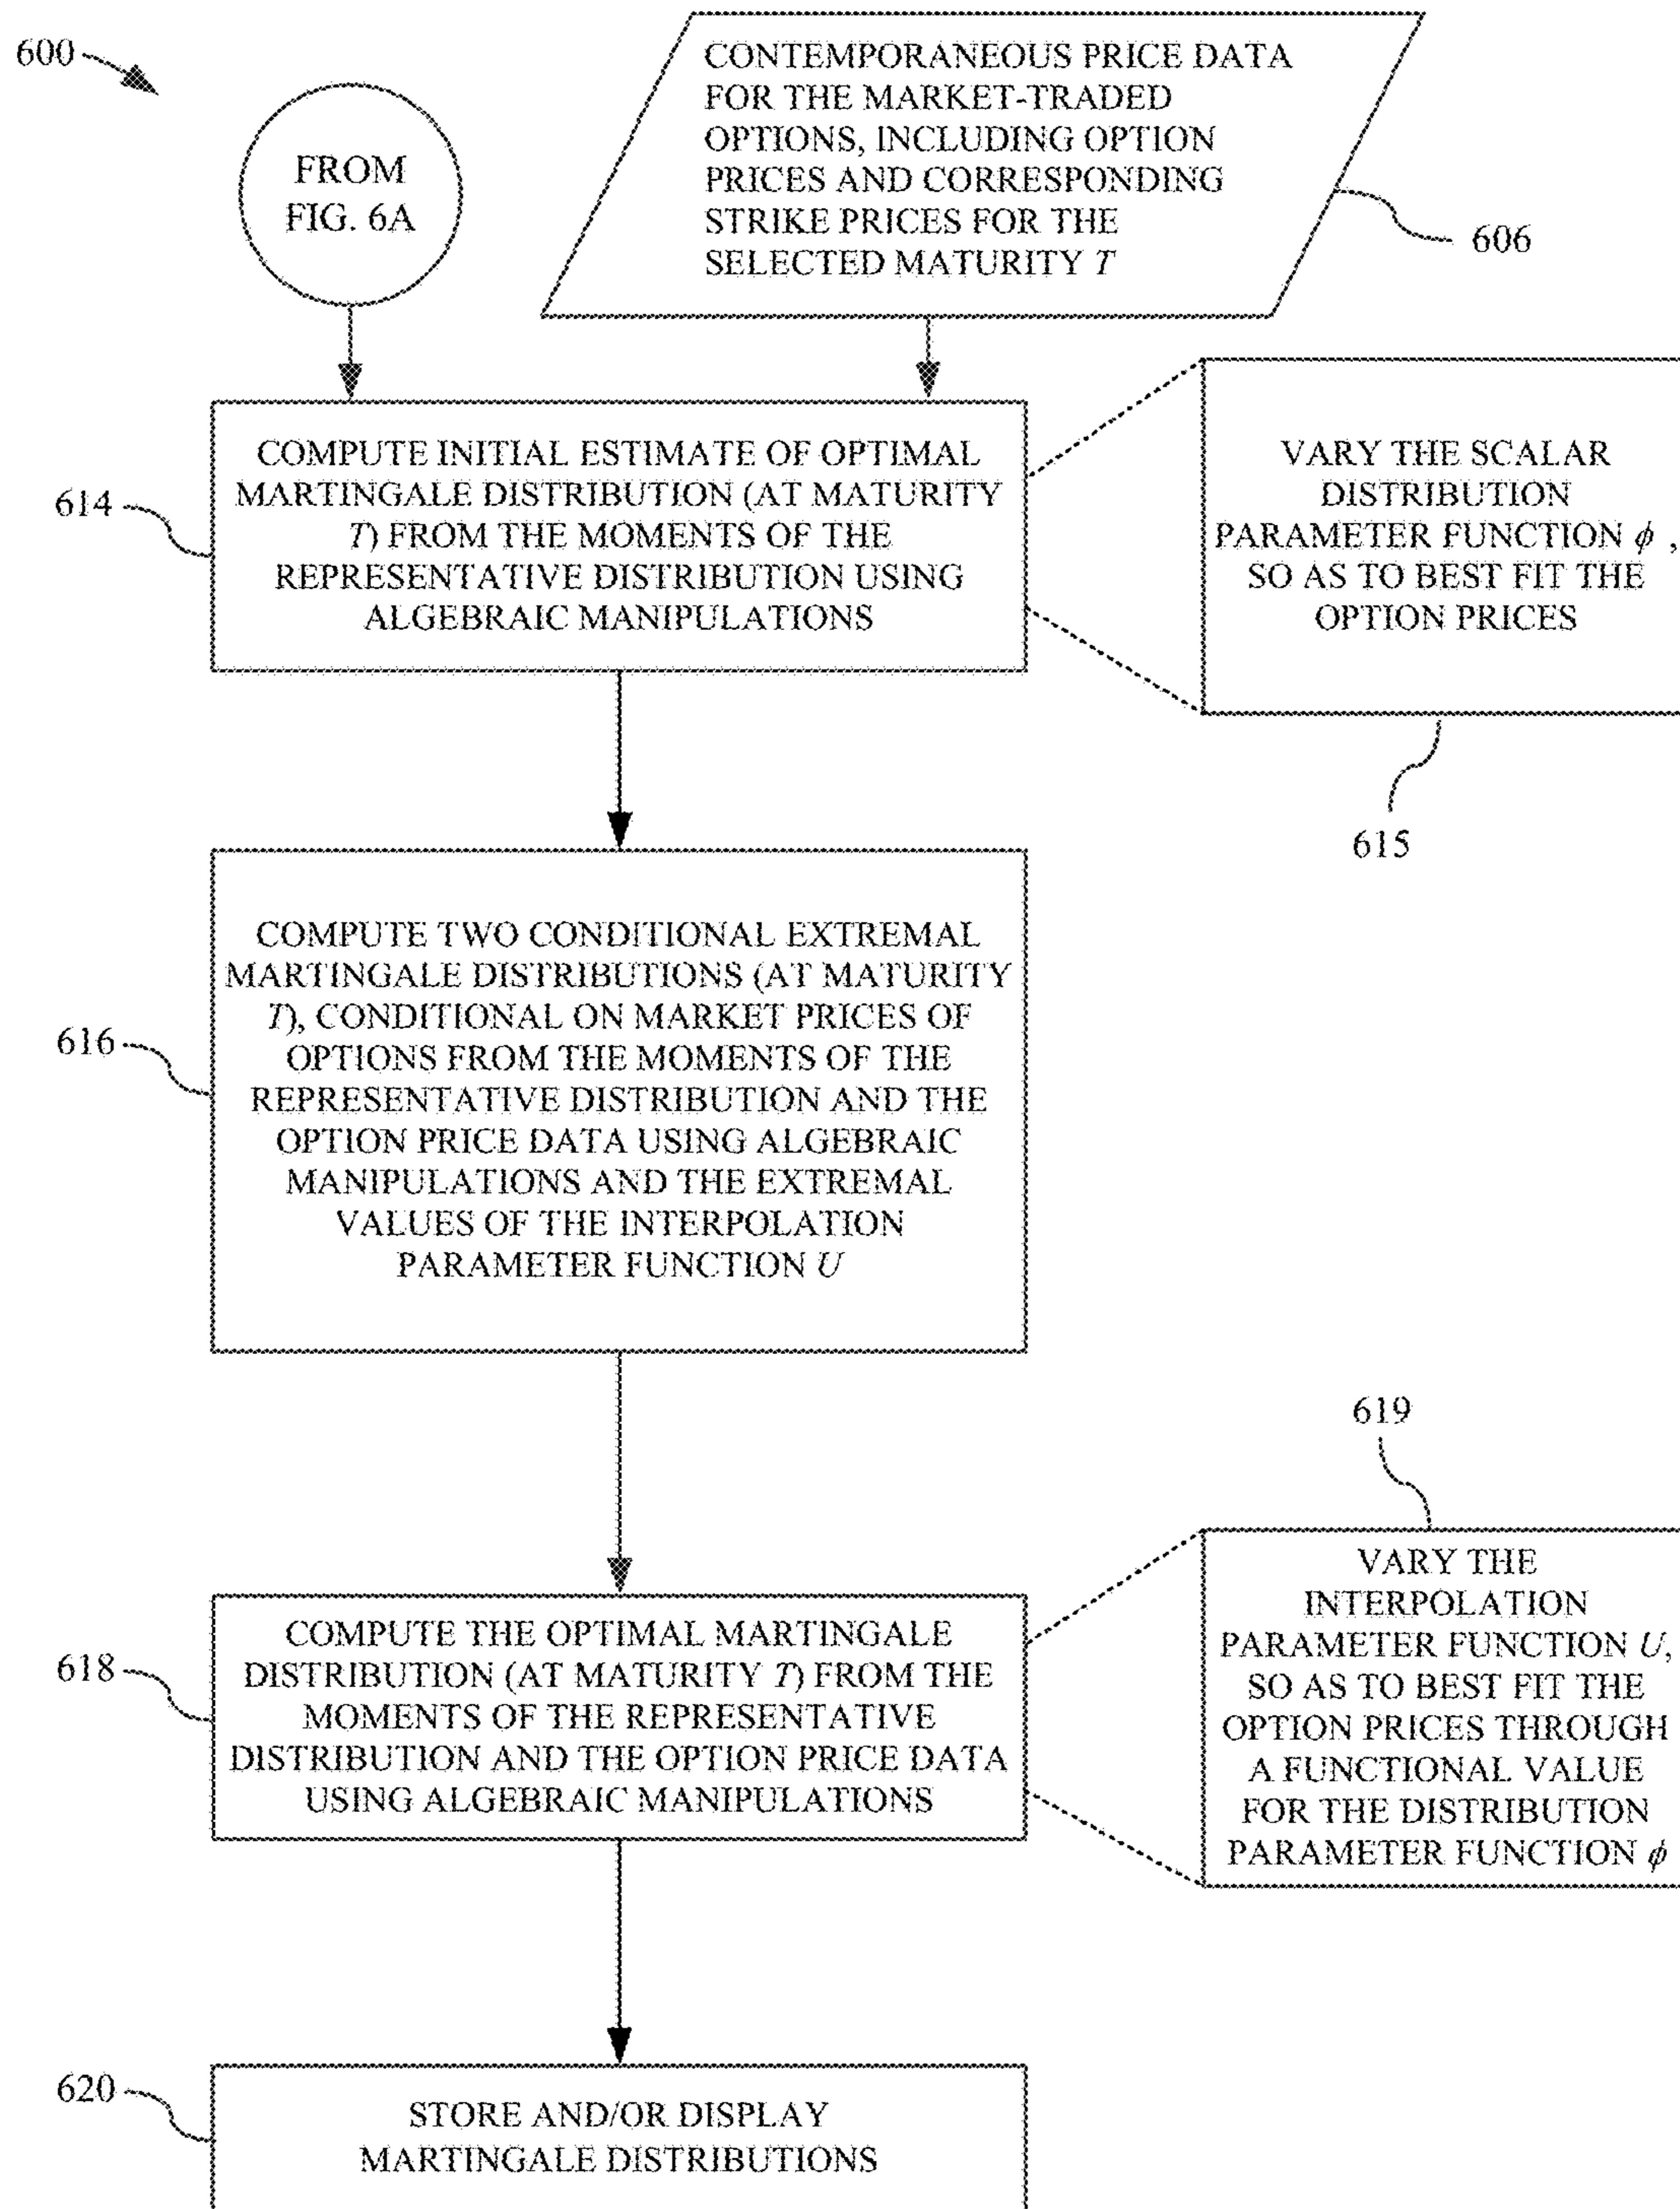 600
FROM
FIG. 6A
CONTEMPORANEOUS PRICE DATA
FOR THE MARKET-TRADED
OPTIONS, INCLUDING OPTION
PRICES AND CORRESPONDING
STRIKE PRICES FOR THE
SELECTED MATURITY T
606
614
COMPUTE INITIAL ESTIMATE OF OPTIMAL
MARTINGALE DISTRIBUTION (AT MATURITY
T) FROM THE MOMENTS OF THE
REPRESENTATIVE DISTRIBUTION USING
ALGEBRAIC MANIPULATIONS
VARY THE SCALAR
DISTRIBUTION
PARAMETER FUNCTION ϕ ,
SO AS TO BEST FIT THE
OPTION PRICES
615
616
COMPUTE TWO CONDITIONAL EXTREMAL
MARTINGALE DISTRIBUTIONS (AT MATURITY
T), CONDITIONAL ON MARKET PRICES OF
OPTIONS FROM THE MOMENTS OF THE
REPRESENTATIVE DISTRIBUTION AND THE
OPTION PRICE DATA USING ALGEBRAIC
MANIPULATIONS AND THE EXTREMAL
VALUES OF THE INTERPOLATION
PARAMETER FUNCTION U
619
618
COMPUTE THE OPTIMAL MARTINGALE
DISTRIBUTION (AT MATURITY T) FROM THE
MOMENTS OF THE REPRESENTATIVE
DISTRIBUTION AND THE OPTION PRICE DATA
USING ALGEBRAIC MANIPULATIONS
VARY THE
INTERPOLATION
PARAMETER FUNCTION U,
SO AS TO BEST FIT THE
OPTION PRICES THROUGH
A FUNCTIONAL VALUE
FOR THE DISTRIBUTION
PARAMETER FUNCTION ϕ
620
STORE AND/OR DISPLAY
MARTINGALE DISTRIBUTIONS